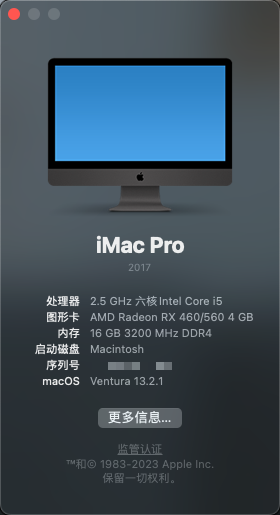 iMac Pro
2017
处理器 2.5 GHz 六核Intel Core i5
图形卡 AMD Radeon RX 460/560 4 GB
内存 16 GB 3200 MHz DDR4
启动磁盘 Macintosh
序列号
macOS Ventura 13.2.1
更多信息...
监管认证
™和© 1983-2023 Apple Inc.
保留一切权利。